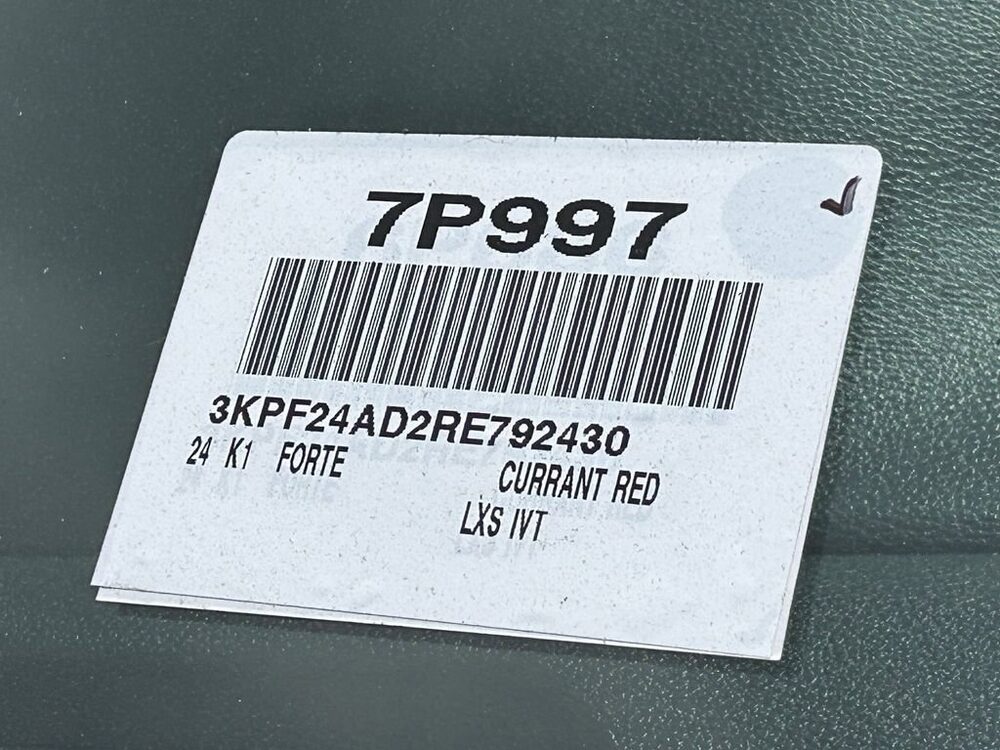 7P997
3KPF24AD2RE792430
24 K1 FORTE CURRANT RED
LXS IVT